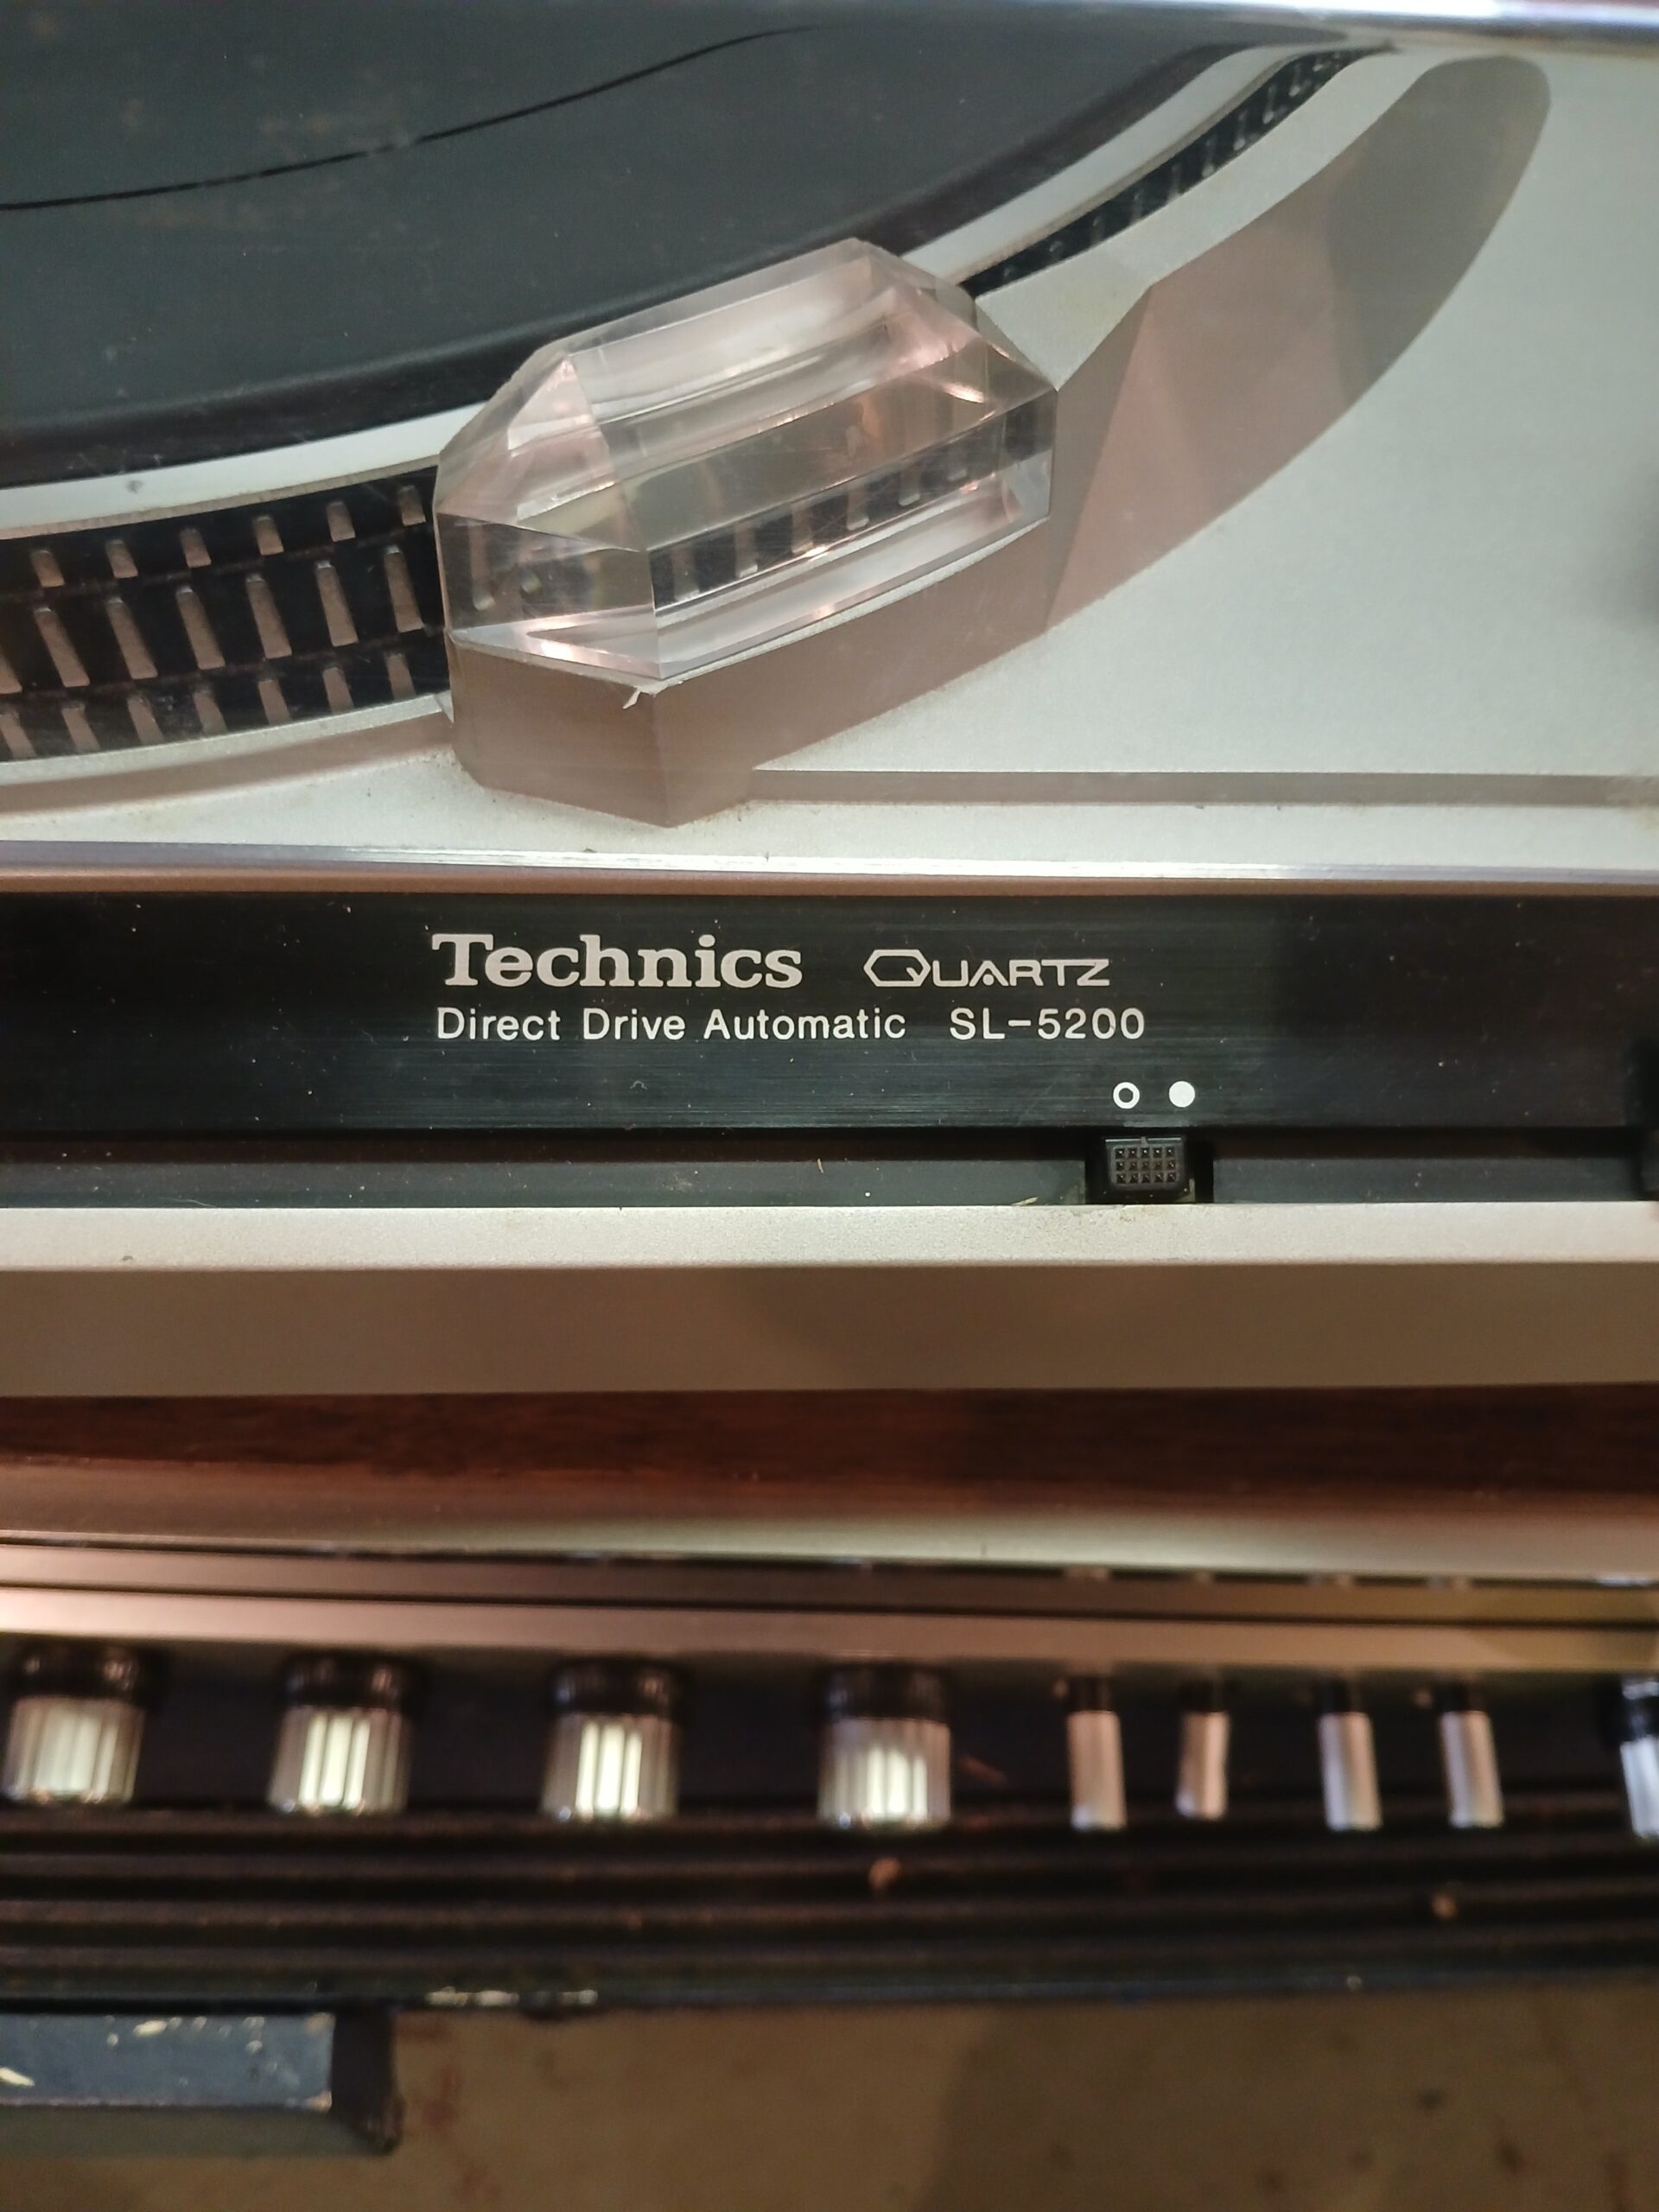 Technics QUARTZ
Direct Drive Automatic SL-5200